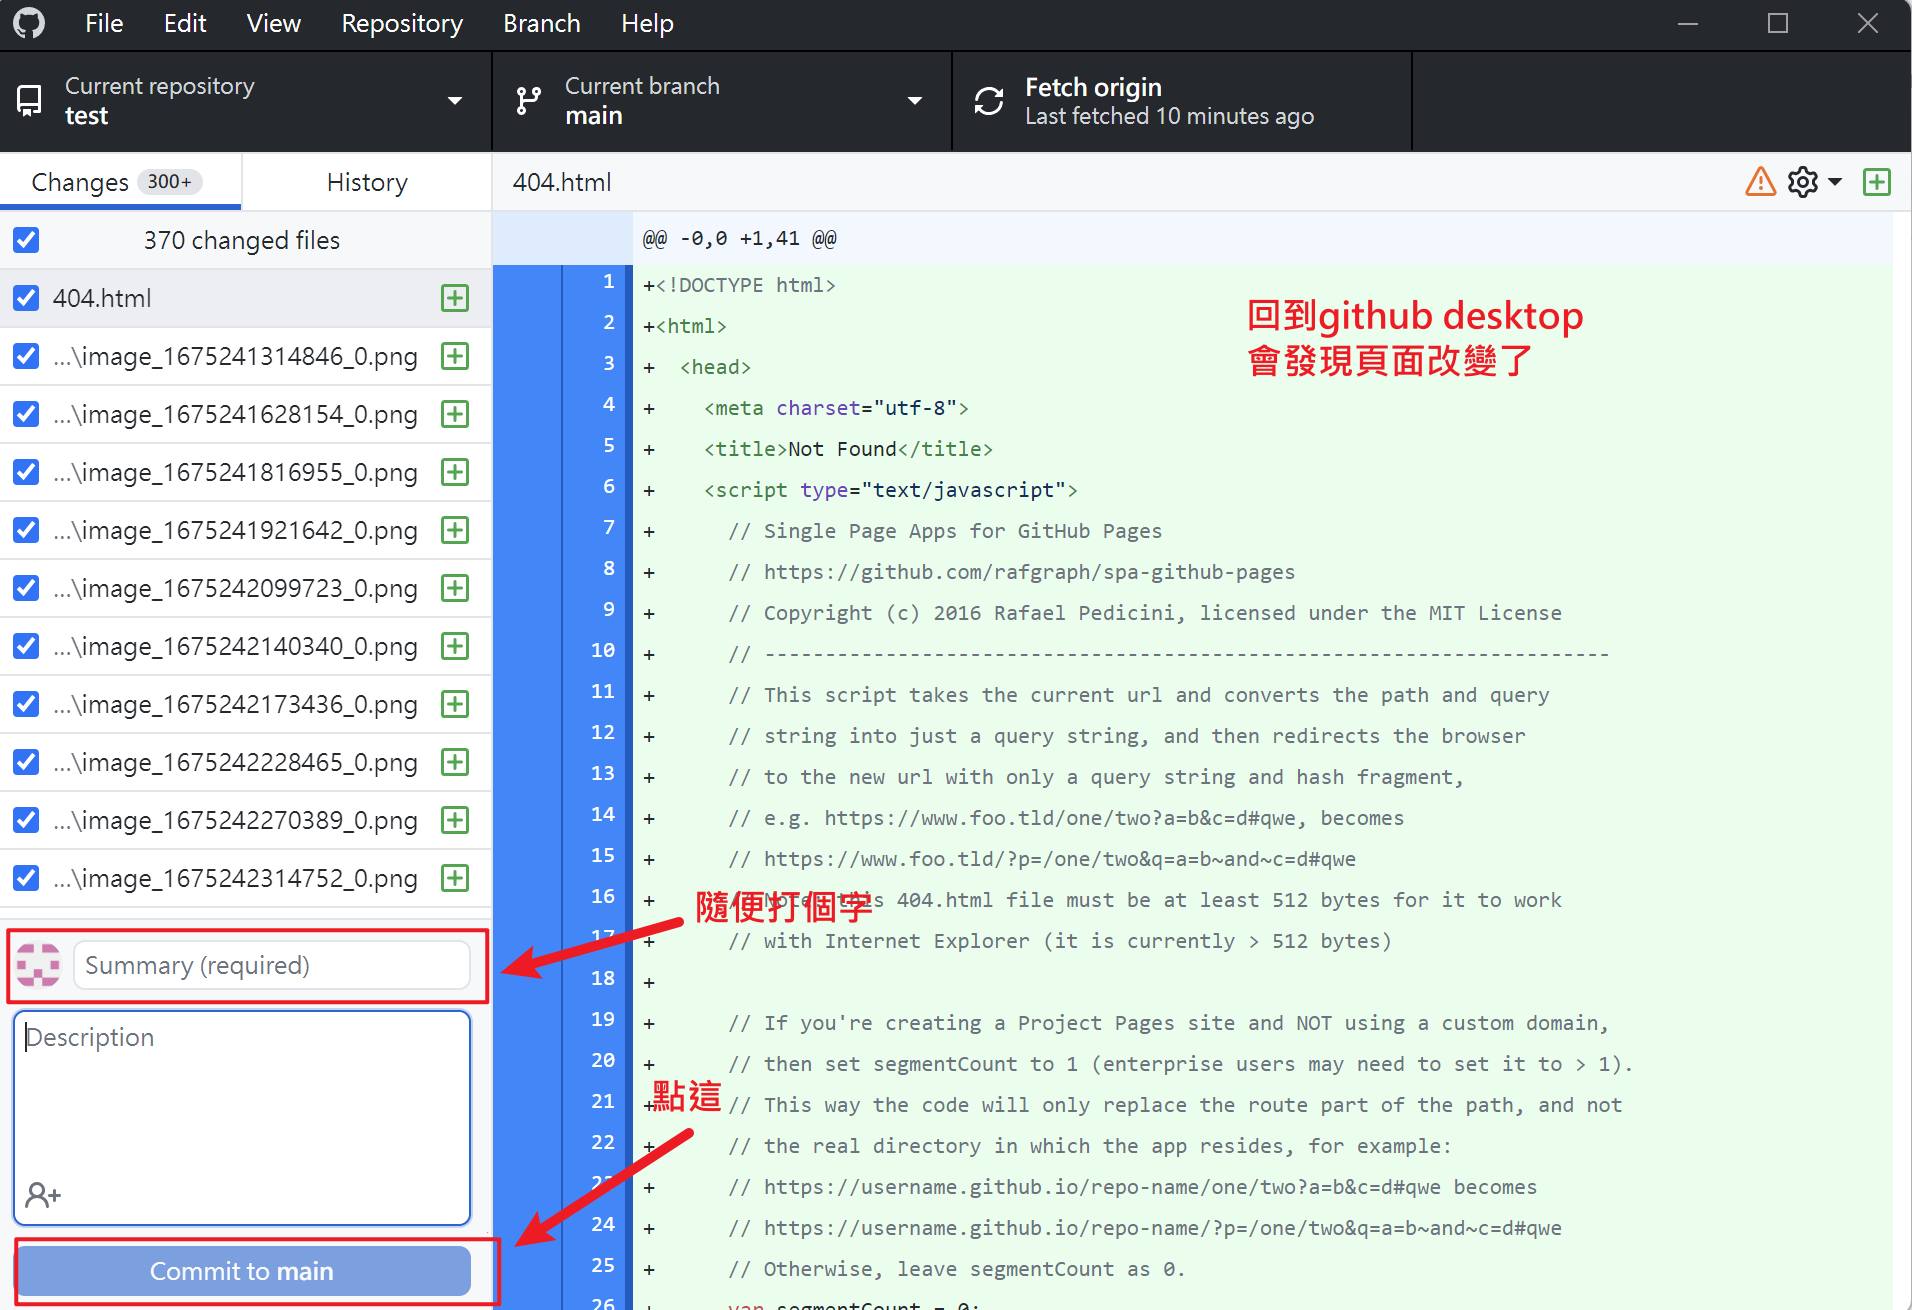 File Edit View Repository Branch Help
Current repository
test
Current branch
main
Fetch origin
Last fetched 10 minutes ago
Changes 300+
History
404.html
370 changed files
404.html
...\image_1675241314846_0.png
...\image_1675241628154_0.png
...\image_1675241816955_0.png
...\image_1675241921642_0.png
...\image_1675242099723_0.png
...\image_1675242140340_0.png
...\image_1675242173436_0.png
...\image_1675242228465_0.png
...\image_1675242270389_0.png
...\image_1675242314752_0.png
Summary (required)
Description
Commit to main
@@ -0,0 +1,41 @@
1 +<!DOCTYPE html>
2 +<html>
3 +  <head>
4 +    <meta charset="utf-8">
5 +    <title>Not Found</title>
6 +    <script type="text/javascript">
7 +      // Single Page Apps for GitHub Pages
8 +      // https://github.com/rafgraph/spa-github-pages
9 +      // Copyright (c) 2016 Rafael Pedicini, licensed under the MIT License
10 +      // ----------------------------------------------------------------------
11 +      // This script takes the current url and converts the path and query
12 +      // string into just a query string, and then redirects the browser
13 +      // to the new url with only a query string and hash fragment,
14 +      // e.g. https://www.foo.tld/one/two?a=b&c=d#qwe, becomes
15 +      // https://www.foo.tld/?p=/one/two&q=a=b~and~c=d#qwe
16 +      // Note: this 404.html file must be at least 512 bytes for it to work
17 +      // with Internet Explorer (it is currently > 512 bytes)
18 +
19 +      // If you're creating a Project Pages site and NOT using a custom domain,
20 +      // then set segmentCount to 1 (enterprise users may need to set it to > 1).
21 +      // This way the code will only replace the route part of the path, and not
22 +      // the real directory in which the app resides, for example:
23 +      // https://username.github.io/repo-name/one/two?a=b&c=d#qwe becomes
24 +      // https://username.github.io/repo-name/?p=/one/two&q=a=b~and~c=d#qwe
25 +      // Otherwise, leave segmentCount as 0.
26 +      var segmentCount = 0;
回到github desktop
會發現頁面改變了
隨便打個字
點這